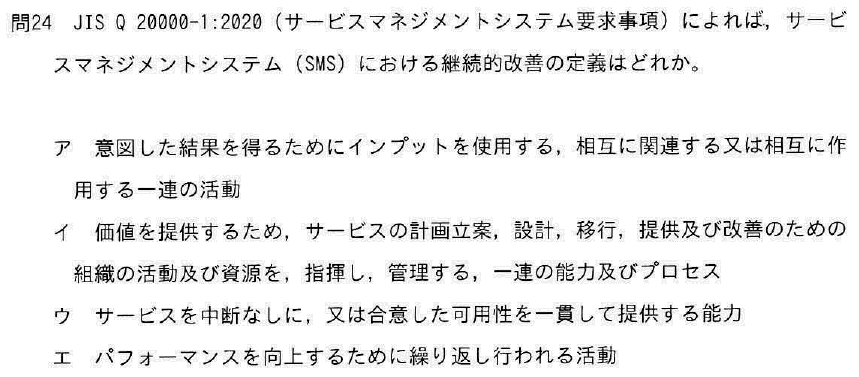 問24 JIS Q 20000-1:2020（サービスマネジメントシステム要求事項）によれば，サービ
スマネジメントシステム（SMS）における継続的改善の定義はどれか。
ア 意図した結果を得るためにインプットを使用する，相互に関連する又は相互に作
用する一連の活動
イ 価値を提供するため，サービスの計画立案，設計，移行，提供及び改善のための
組織の活動及び資源を，指揮し，管理する，一連の能力及びプロセス
ウ サービスを中断なしに，又は合意した可用性を一貫して提供する能力
エ パフォーマンスを向上するために繰り返し行われる活動